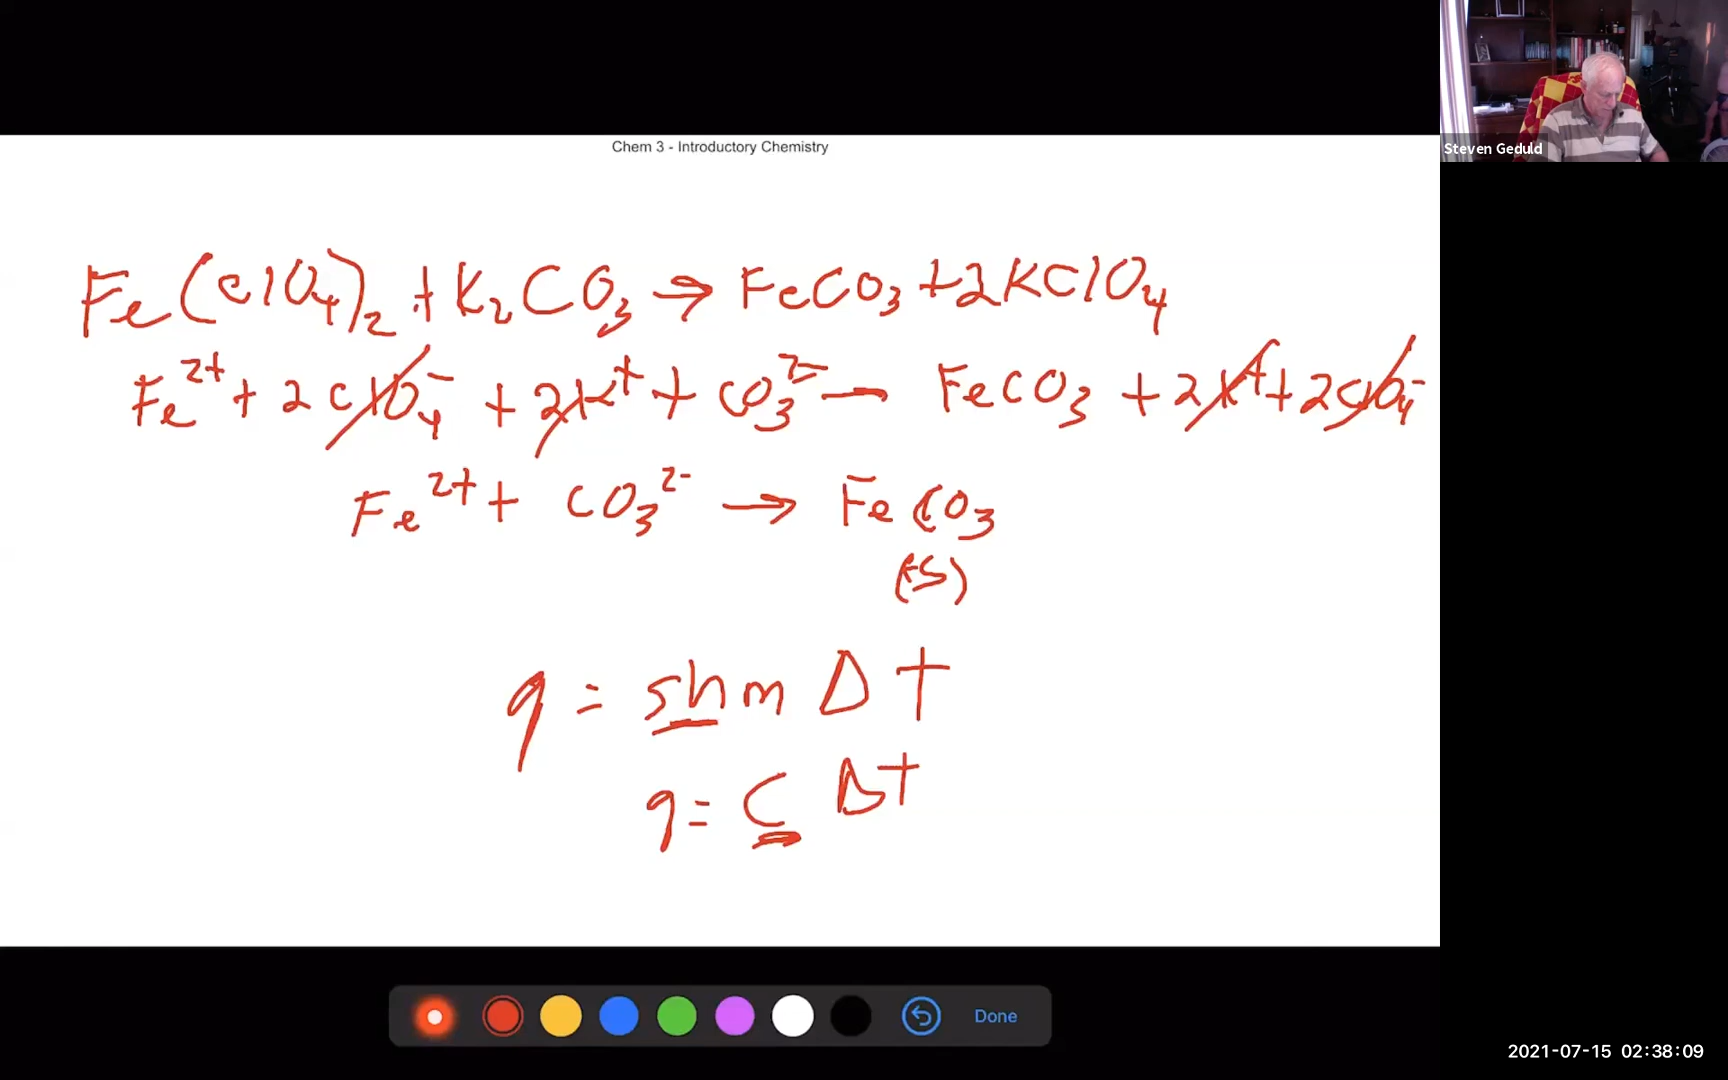 Steven Geduld
Chem 3 - Introductory Chemistry
Fe(ClO₄)₂ + K₂CO₃ → FeCO₃ + 2KClO₄
Fe²⁺ + 2ClO₄⁻ + 2K⁺ + CO₃²⁻ — FeCO₃ + 2K⁺ + 2ClO₄⁻
Fe²⁺ + CO₃²⁻ → FeCO₃
(s)
q = sh m Δ T
q = C ΔT
Done
2021-07-15 02:38:09